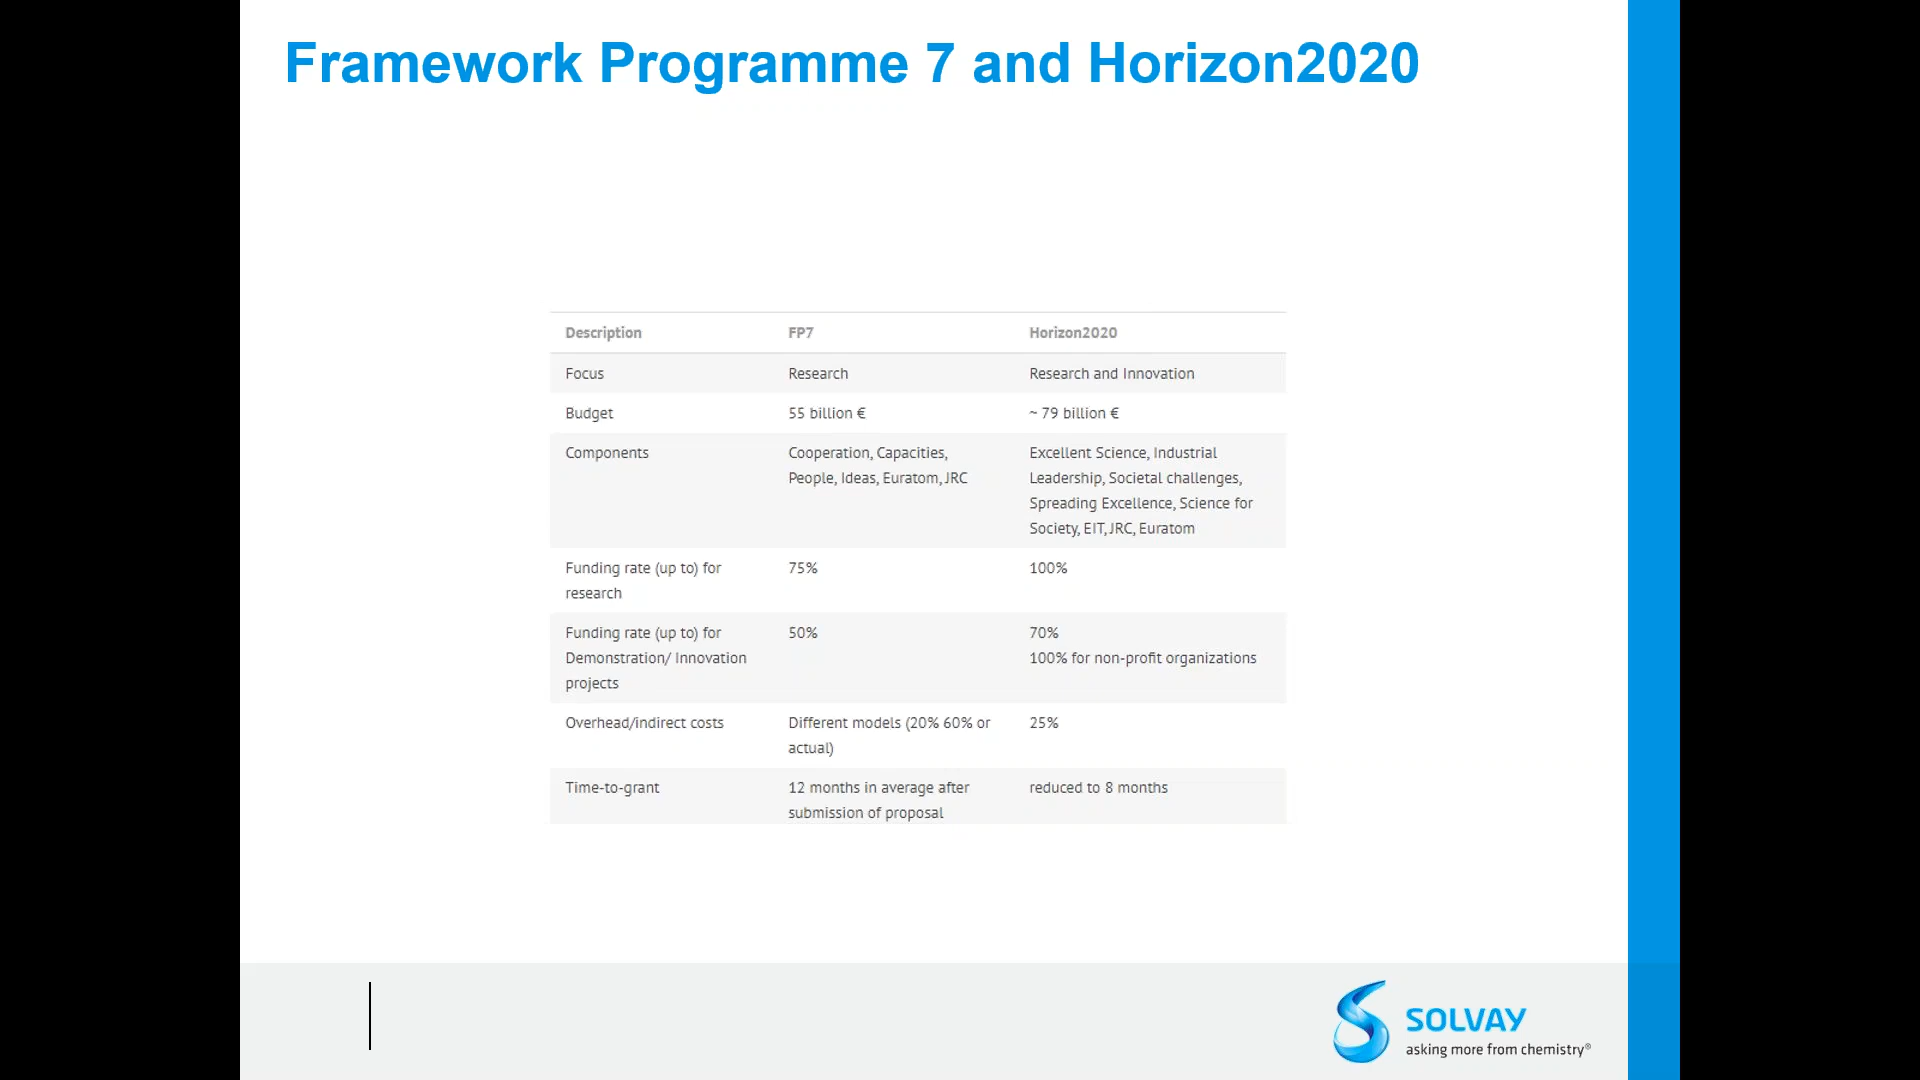 Framework Programme 7 and Horizon2020
Description FP7 Horizon2020
Focus Research Research and Innovation
Budget 55 billion € ~ 79 billion €
Components Cooperation, Capacities, Excellent Science, Industrial
People, Ideas, Euratom, JRC Leadership, Societal challenges,
Spreading Excellence, Science for
Society, EIT, JRC, Euratom
Funding rate (up to) for 75% 100%
research
Funding rate (up to) for 50% 70%
Demonstration/ Innovation 100% for non-profit organizations
projects
Overhead/indirect costs Different models (20% 60% or 25%
actual)
Time-to-grant 12 months in average after reduced to 8 months
submission of proposal
SOLVAY
asking more from chemistry®